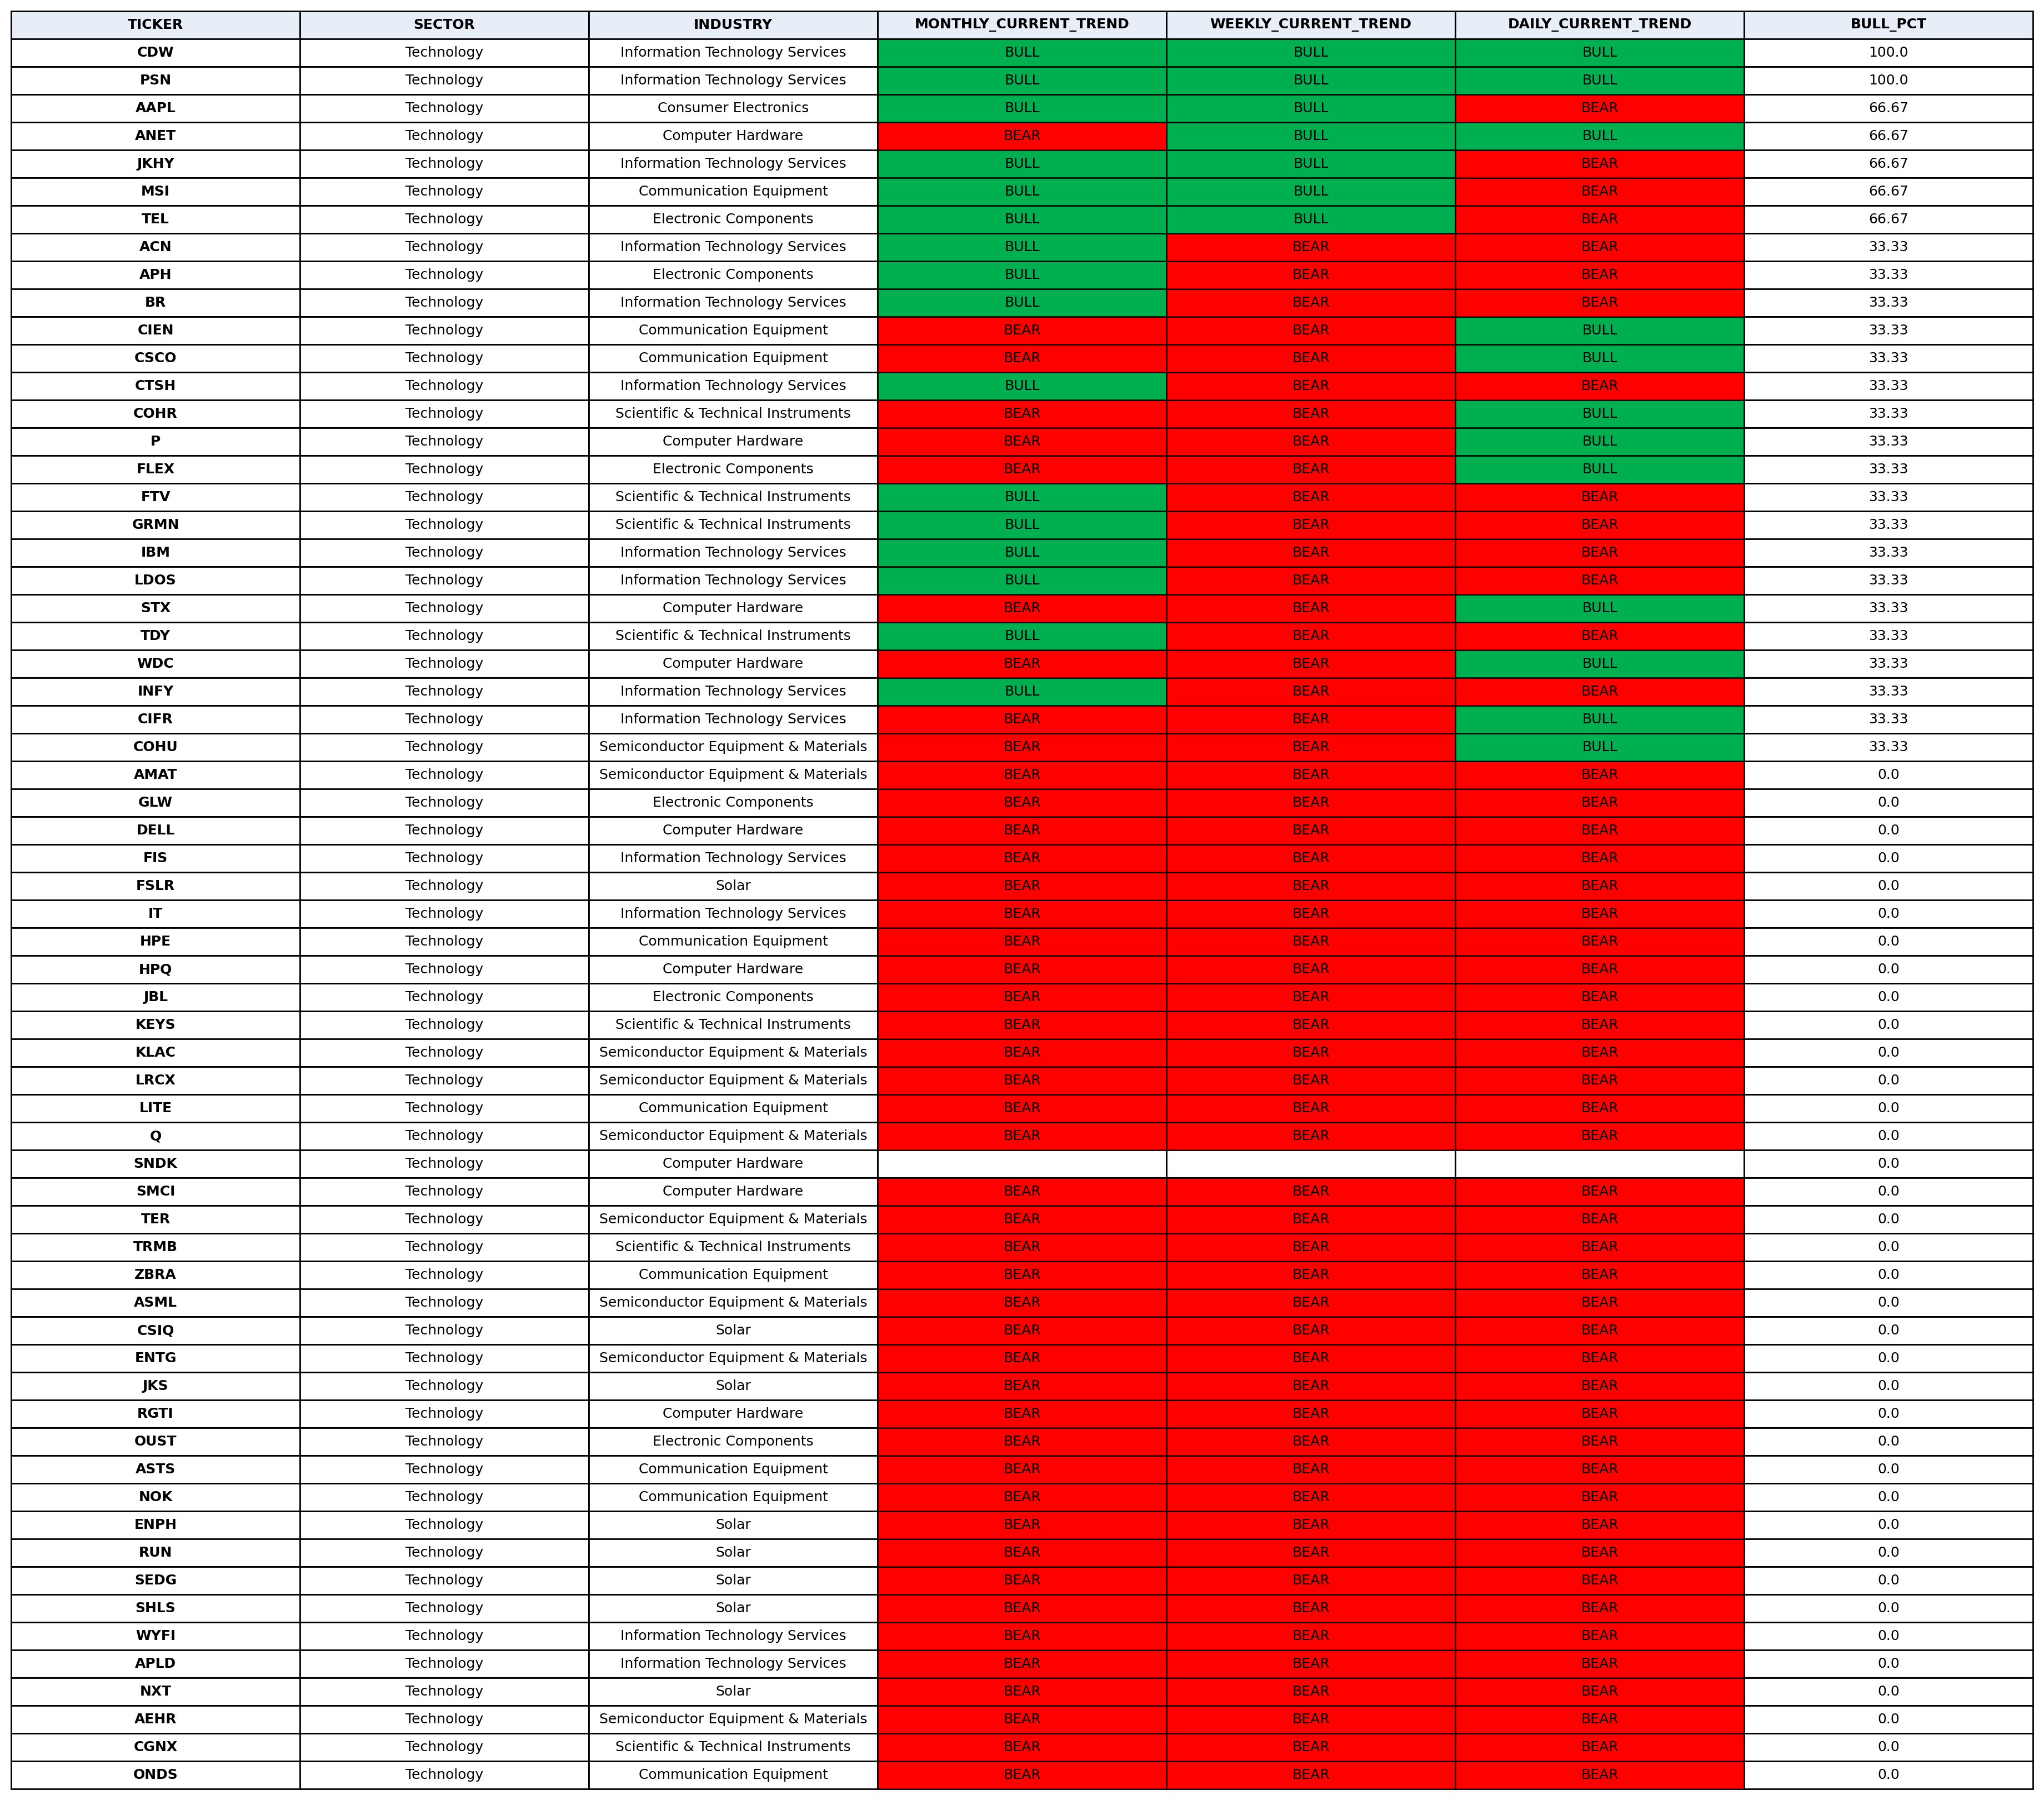 TICKER SECTOR INDUSTRY MONTHLY_CURRENT_TREND WEEKLY_CURRENT_TREND DAILY_CURRENT_TREND BULL_PCT
CDW Technology Information Technology Services BULL BULL BULL 100.0
PSN Technology Information Technology Services BULL BULL BULL 100.0
AAPL Technology Consumer Electronics BULL BULL BEAR 66.67
ANET Technology Computer Hardware BEAR BULL BULL 66.67
JKHY Technology Information Technology Services BULL BULL BEAR 66.67
MSI Technology Communication Equipment BULL BULL BEAR 66.67
TEL Technology Electronic Components BULL BULL BEAR 66.67
ACN Technology Information Technology Services BULL BEAR BEAR 33.33
APH Technology Electronic Components BULL BEAR BEAR 33.33
BR Technology Information Technology Services BULL BEAR BEAR 33.33
CIEN Technology Communication Equipment BEAR BEAR BULL 33.33
CSCO Technology Communication Equipment BEAR BEAR BULL 33.33
CTSH Technology Information Technology Services BULL BEAR BEAR 33.33
COHR Technology Scientific & Technical Instruments BEAR BEAR BULL 33.33
P Technology Computer Hardware BEAR BEAR BULL 33.33
FLEX Technology Electronic Components BEAR BEAR BULL 33.33
FTV Technology Scientific & Technical Instruments BULL BEAR BEAR 33.33
GRMN Technology Scientific & Technical Instruments BULL BEAR BEAR 33.33
IBM Technology Information Technology Services BULL BEAR BEAR 33.33
LDOS Technology Information Technology Services BULL BEAR BEAR 33.33
STX Technology Computer Hardware BEAR BEAR BULL 33.33
TDY Technology Scientific & Technical Instruments BULL BEAR BEAR 33.33
WDC Technology Computer Hardware BEAR BEAR BULL 33.33
INFY Technology Information Technology Services BULL BEAR BEAR 33.33
CIFR Technology Information Technology Services BEAR BEAR BULL 33.33
COHU Technology Semiconductor Equipment & Materials BEAR BEAR BULL 33.33
AMAT Technology Semiconductor Equipment & Materials BEAR BEAR BEAR 0.0
GLW Technology Electronic Components BEAR BEAR BEAR 0.0
DELL Technology Computer Hardware BEAR BEAR BEAR 0.0
FIS Technology Information Technology Services BEAR BEAR BEAR 0.0
FSLR Technology Solar BEAR BEAR BEAR 0.0
IT Technology Information Technology Services BEAR BEAR BEAR 0.0
HPE Technology Communication Equipment BEAR BEAR BEAR 0.0
HPQ Technology Computer Hardware BEAR BEAR BEAR 0.0
JBL Technology Electronic Components BEAR BEAR BEAR 0.0
KEYS Technology Scientific & Technical Instruments BEAR BEAR BEAR 0.0
KLAC Technology Semiconductor Equipment & Materials BEAR BEAR BEAR 0.0
LRCX Technology Semiconductor Equipment & Materials BEAR BEAR BEAR 0.0
LITE Technology Communication Equipment BEAR BEAR BEAR 0.0
Q Technology Semiconductor Equipment & Materials BEAR BEAR BEAR 0.0
SNDK Technology Computer Hardware 0.0
SMCI Technology Computer Hardware BEAR BEAR BEAR 0.0
TER Technology Semiconductor Equipment & Materials BEAR BEAR BEAR 0.0
TRMB Technology Scientific & Technical Instruments BEAR BEAR BEAR 0.0
ZBRA Technology Communication Equipment BEAR BEAR BEAR 0.0
ASML Technology Semiconductor Equipment & Materials BEAR BEAR BEAR 0.0
CSIQ Technology Solar BEAR BEAR BEAR 0.0
ENTG Technology Semiconductor Equipment & Materials BEAR BEAR BEAR 0.0
JKS Technology Solar BEAR BEAR BEAR 0.0
RGTI Technology Computer Hardware BEAR BEAR BEAR 0.0
OUST Technology Electronic Components BEAR BEAR BEAR 0.0
ASTS Technology Communication Equipment BEAR BEAR BEAR 0.0
NOK Technology Communication Equipment BEAR BEAR BEAR 0.0
ENPH Technology Solar BEAR BEAR BEAR 0.0
RUN Technology Solar BEAR BEAR BEAR 0.0
SEDG Technology Solar BEAR BEAR BEAR 0.0
SHLS Technology Solar BEAR BEAR BEAR 0.0
WYFI Technology Information Technology Services BEAR BEAR BEAR 0.0
APLD Technology Information Technology Services BEAR BEAR BEAR 0.0
NXT Technology Solar BEAR BEAR BEAR 0.0
AEHR Technology Semiconductor Equipment & Materials BEAR BEAR BEAR 0.0
CGNX Technology Scientific & Technical Instruments BEAR BEAR BEAR 0.0
ONDS Technology Communication Equipment BEAR BEAR BEAR 0.0